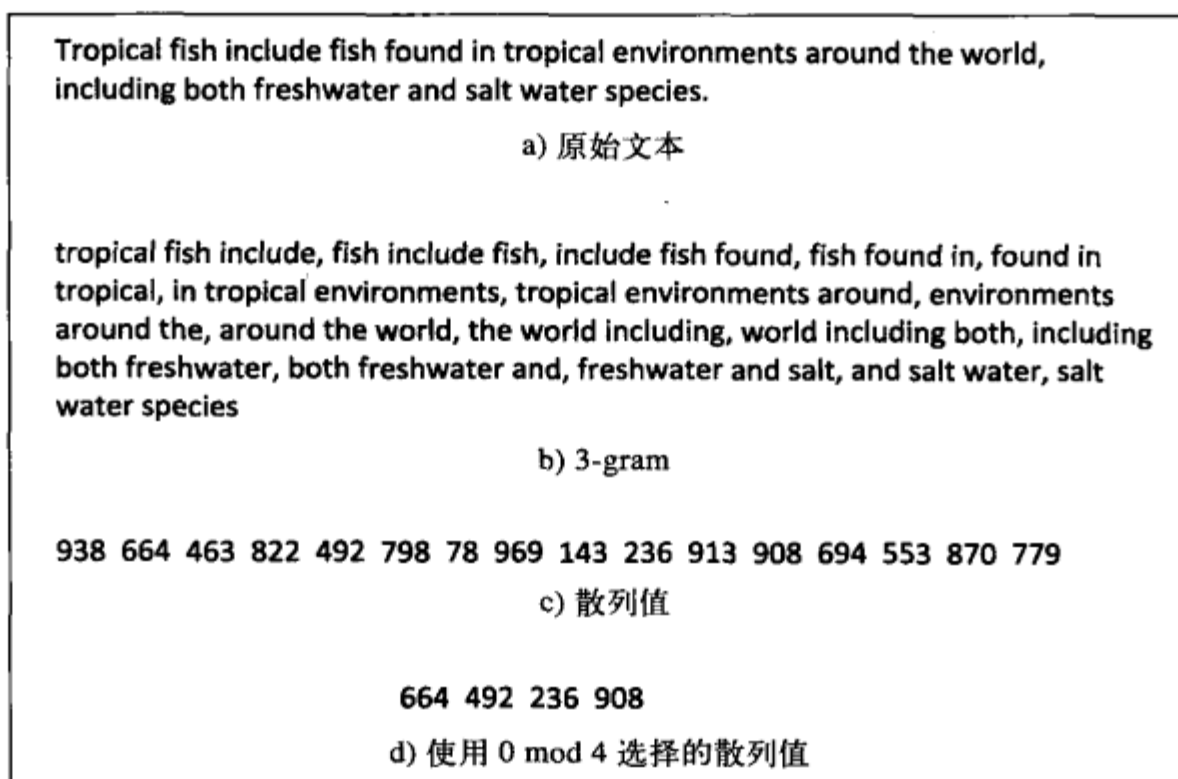 Tropical fish include fish found in tropical environments around the world,
including both freshwater and salt water species.
a) 原始文本
tropical fish include, fish include fish, include fish found, fish found in, found in
tropical, in tropical environments, tropical environments around, environments
around the, around the world, the world including, world including both, including
both freshwater, both freshwater and, freshwater and salt, and salt water, salt
water species
b) 3-gram
938 664 463 822 492 798 78 969 143 236 913 908 694 553 870 779
c) 散列值
664 492 236 908
d) 使用 0 mod 4 选择的散列值